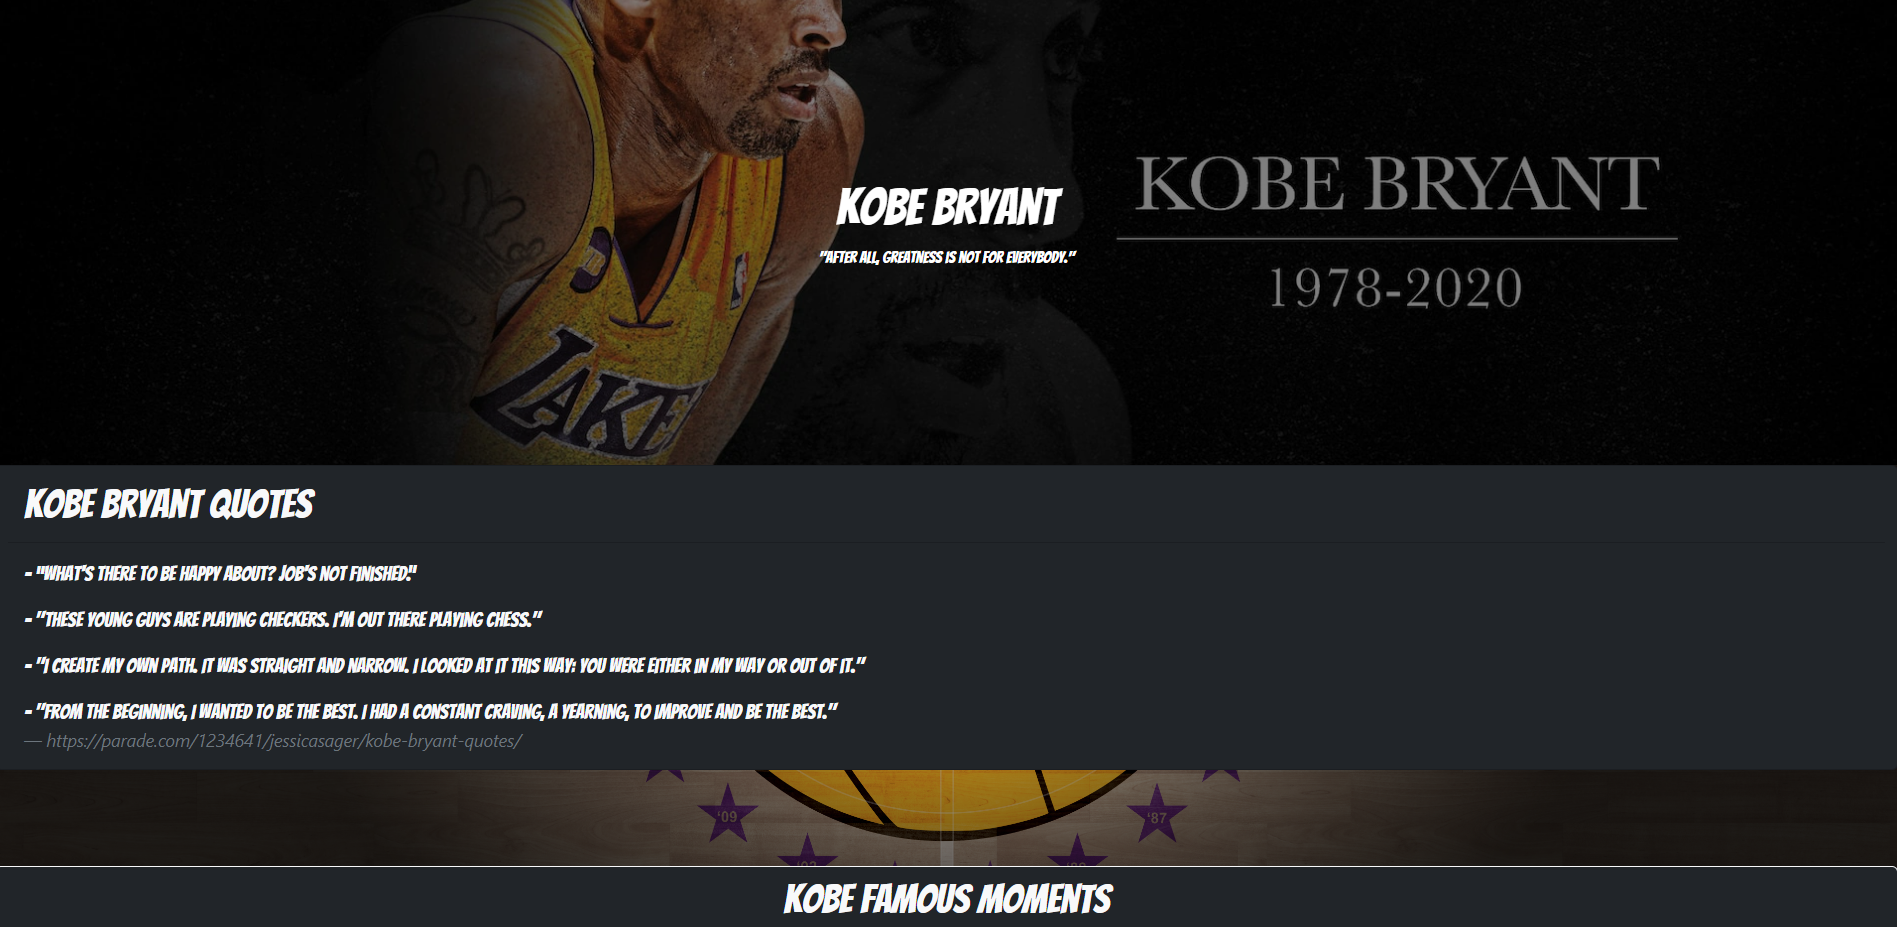 KOBE BRYANT
1978-2020
KOBE BRYANT
"AFTER ALL, GREATNESS IS NOT FOR EVERYBODY."
LAKE
KOBE BRYANT QUOTES
- "WHAT'S THERE TO BE HAPPY ABOUT? JOB'S NOT FINISHED."
- "THESE YOUNG GUYS ARE PLAYING CHECKERS. I'M OUT THERE PLAYING CHESS."
- "I CREATE MY OWN PATH. IT WAS STRAIGHT AND NARROW. I LOOKED AT IT THIS WAY: YOU WERE EITHER IN MY WAY OR OUT OF IT."
- "FROM THE BEGINNING, I WANTED TO BE THE BEST. I HAD A CONSTANT CRAVING, A YEARNING, TO IMPROVE AND BE THE BEST."
— https://parade.com/1234641/jessicasager/kobe-bryant-quotes/
'09
'87
KOBE FAMOUS MOMENTS